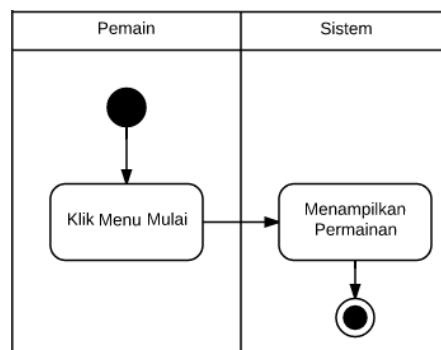 Pemain
Sistem
Klik Menu Mulai
Menampilkan
Permainan